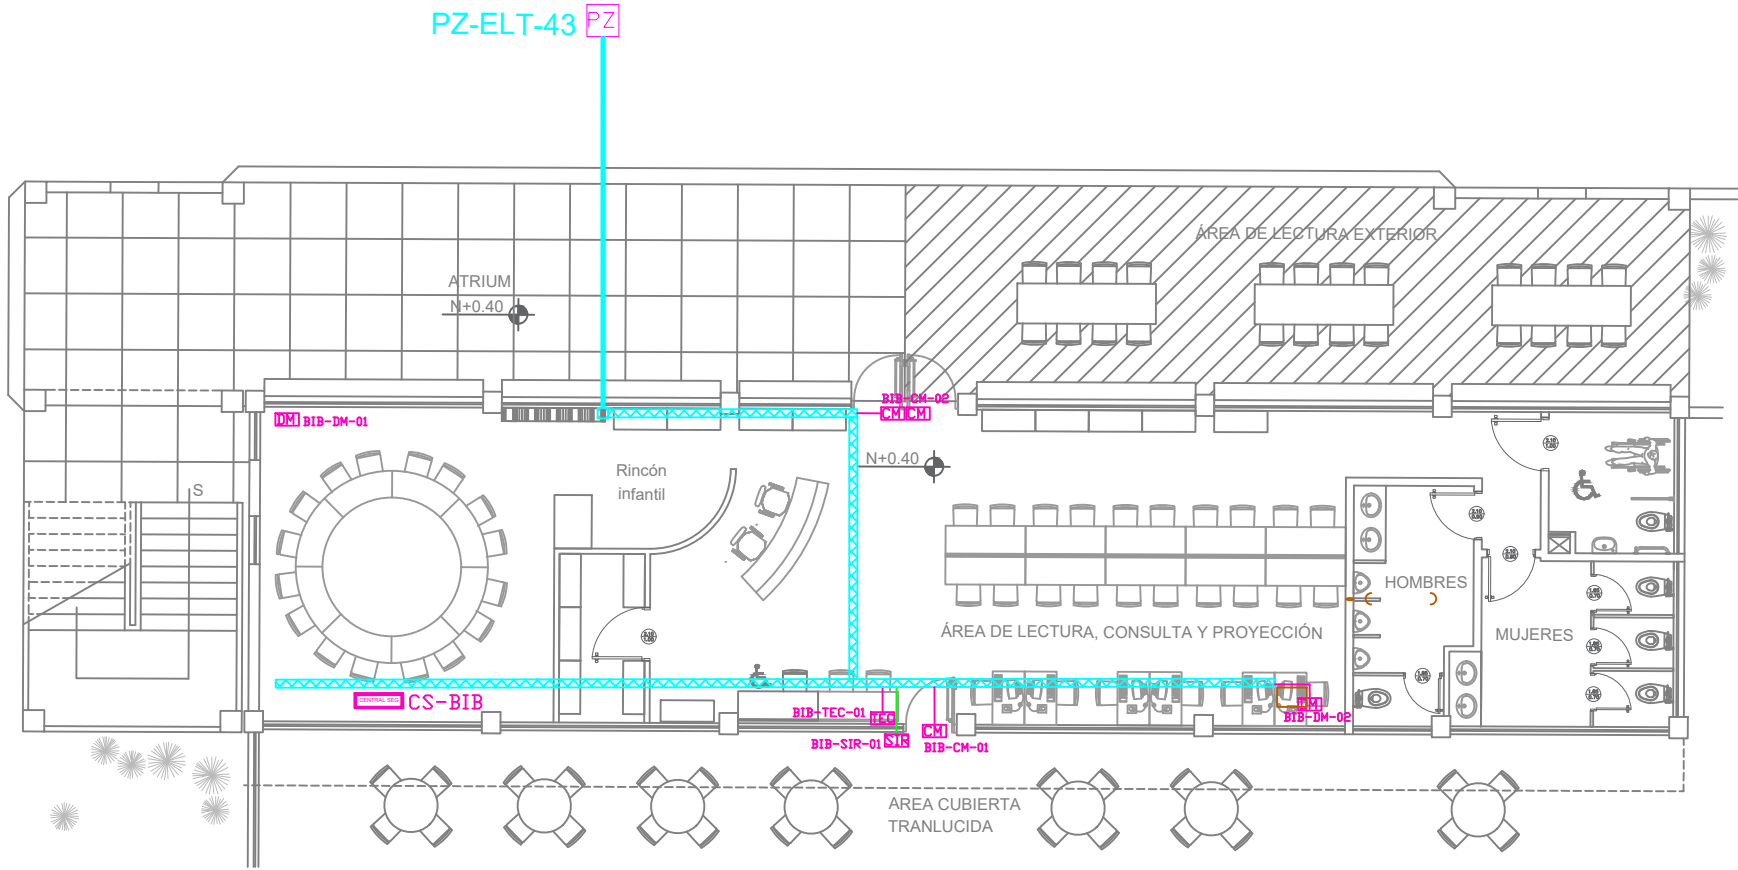 PZ-ELT-43 PZ
ÁREA DE LECTURA EXTERIOR
ATRIUM
N+0.40
BIB-CM-02
DM BIB-DM-01
CM CM
N+0.40
Rincón
infantil
S
HOMBRES
ÁREA DE LECTURA, CONSULTA Y PROYECCIÓN
MUJERES
CENTRAL SEG CS-BIB
BIB-TEC-01 TEC
DM
BIB-DM-02
BIB-SIR-01 SIR
CM
BIB-CM-01
AREA CUBIERTA
TRANLUCIDA